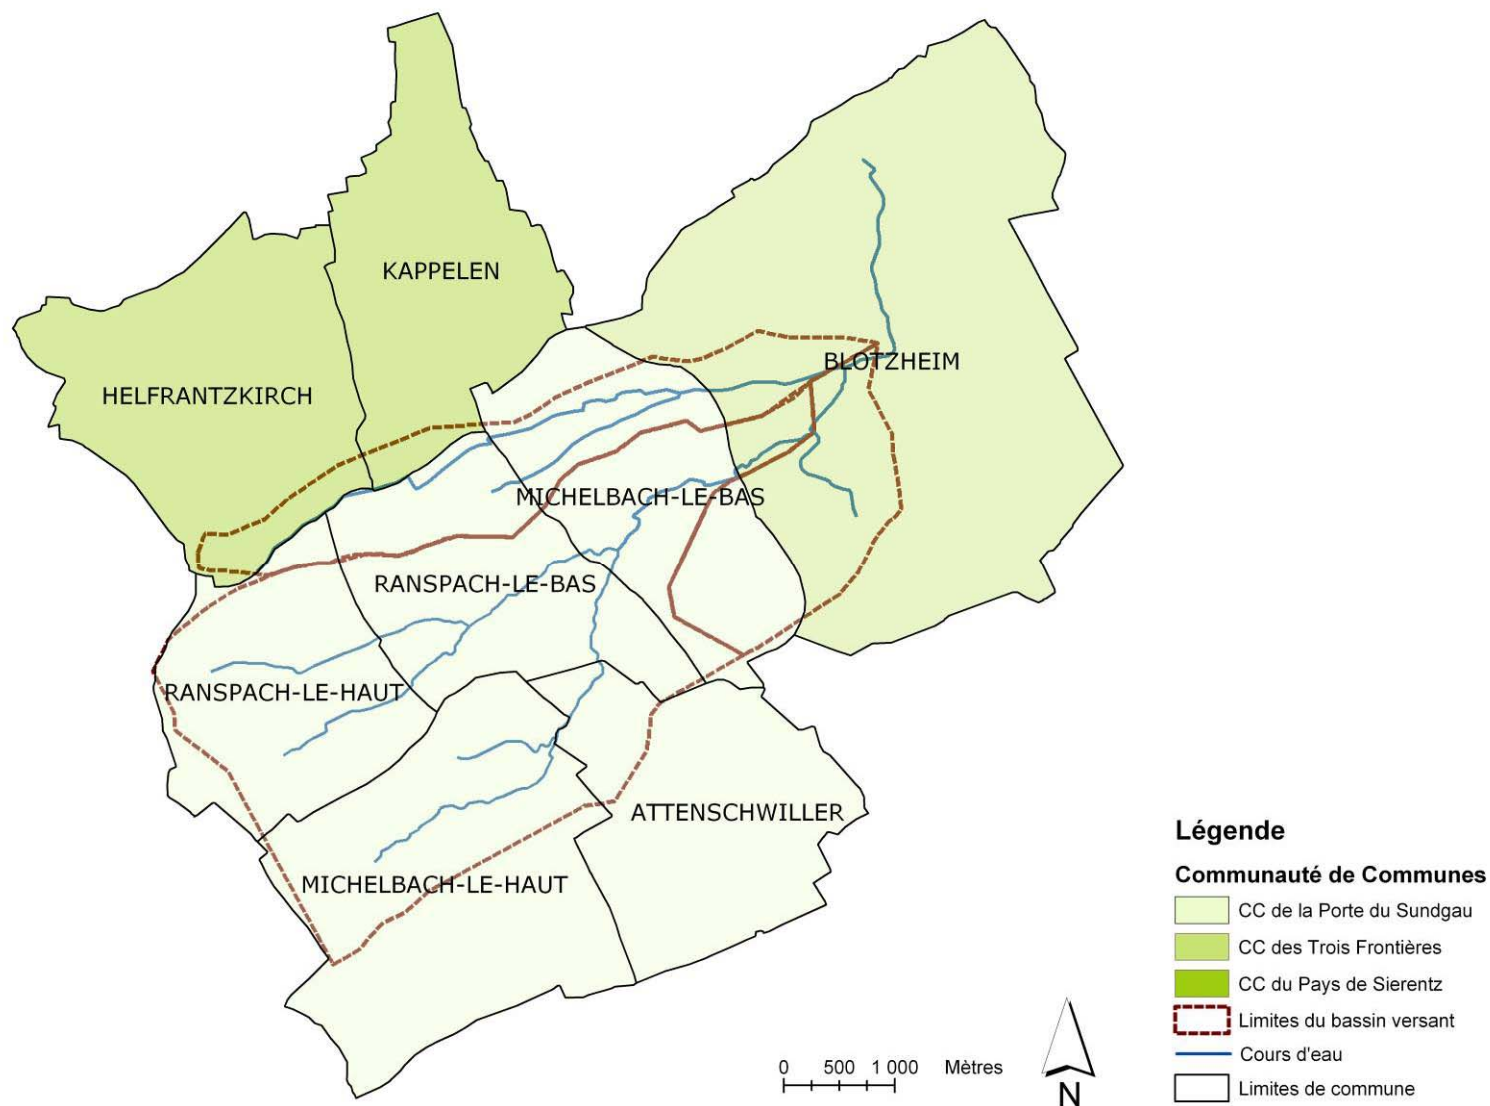 KAPPELEN
BLOTZHEIM
HELFRANTZKIRCH
MICHELBACH-LE-BAS
RANSPACH-LE-BAS
RANSPACH-LE-HAUT
ATTENSCHWILLER
MICHELBACH-LE-HAUT
Légende
Communauté de Communes
CC de la Porte du Sundgau
CC des Trois Frontières
CC du Pays de Sierentz
Limites du bassin versant
Cours d'eau
Limites de commune
0 500 1 000 Mètres
N